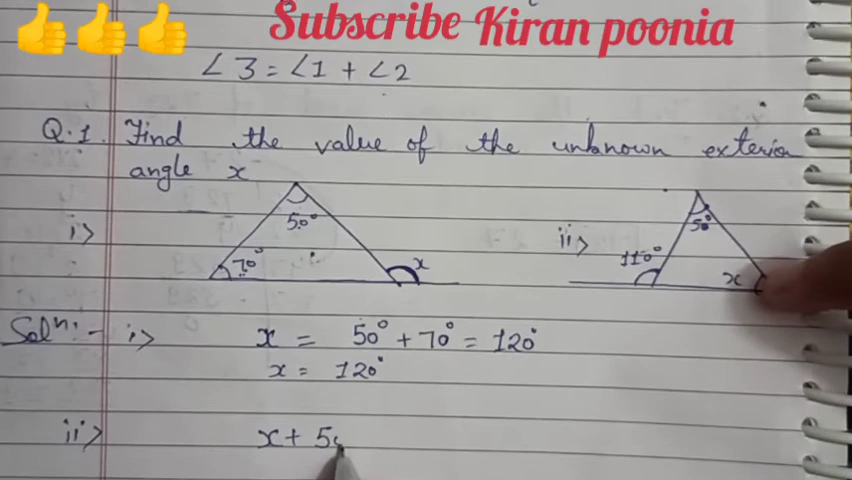 Subscribe Kiran poonia
∠3 = ∠1 + ∠2
Q.1. Find the value of the unknown exterior
angle x
i> 50° 70° x
ii> 50° 110° x
Solⁿ:- i> x = 50° + 70° = 120°
x = 120°
ii> x + 5